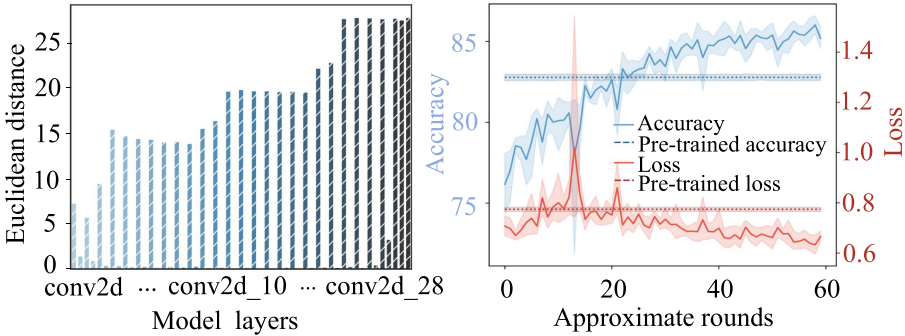 Euclidean distance
25
20
15
10
5
0
conv2d ... conv2d_10 ... conv2d_28
Model layers
Accuracy
85
80
75
Accuracy
Pre-trained accuracy
Loss
Pre-trained loss
1.4
1.2
1.0
0.8
0.6
Loss
0 20 40 60
Approximate rounds